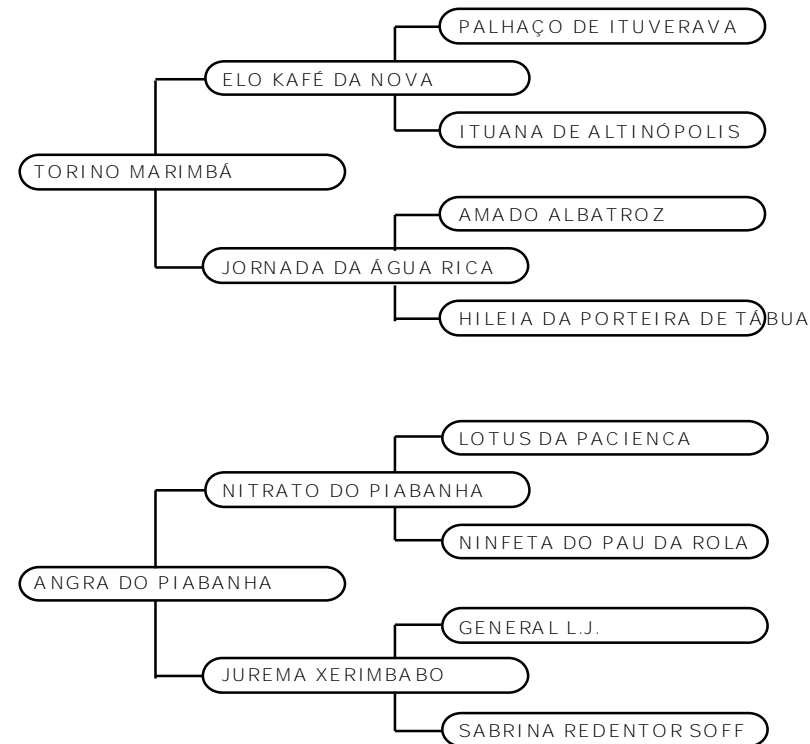 PALHAÇO DE ITUVERAVA
ELO KAFÉ DA NOVA
ITUANA DE ALTINÓPOLIS
TORINO MARIMBÁ
AMADO ALBATROZ
JORNADA DA ÁGUA RICA
HILEIA DA PORTEIRA DE TÁBUA
LOTUS DA PACIENCA
NITRATO DO PIABANHA
NINFETA DO PAU DA ROLA
ANGRA DO PIABANHA
GENERAL L.J.
JUREMA XERIMBABO
SABRINA REDENTOR SOFF